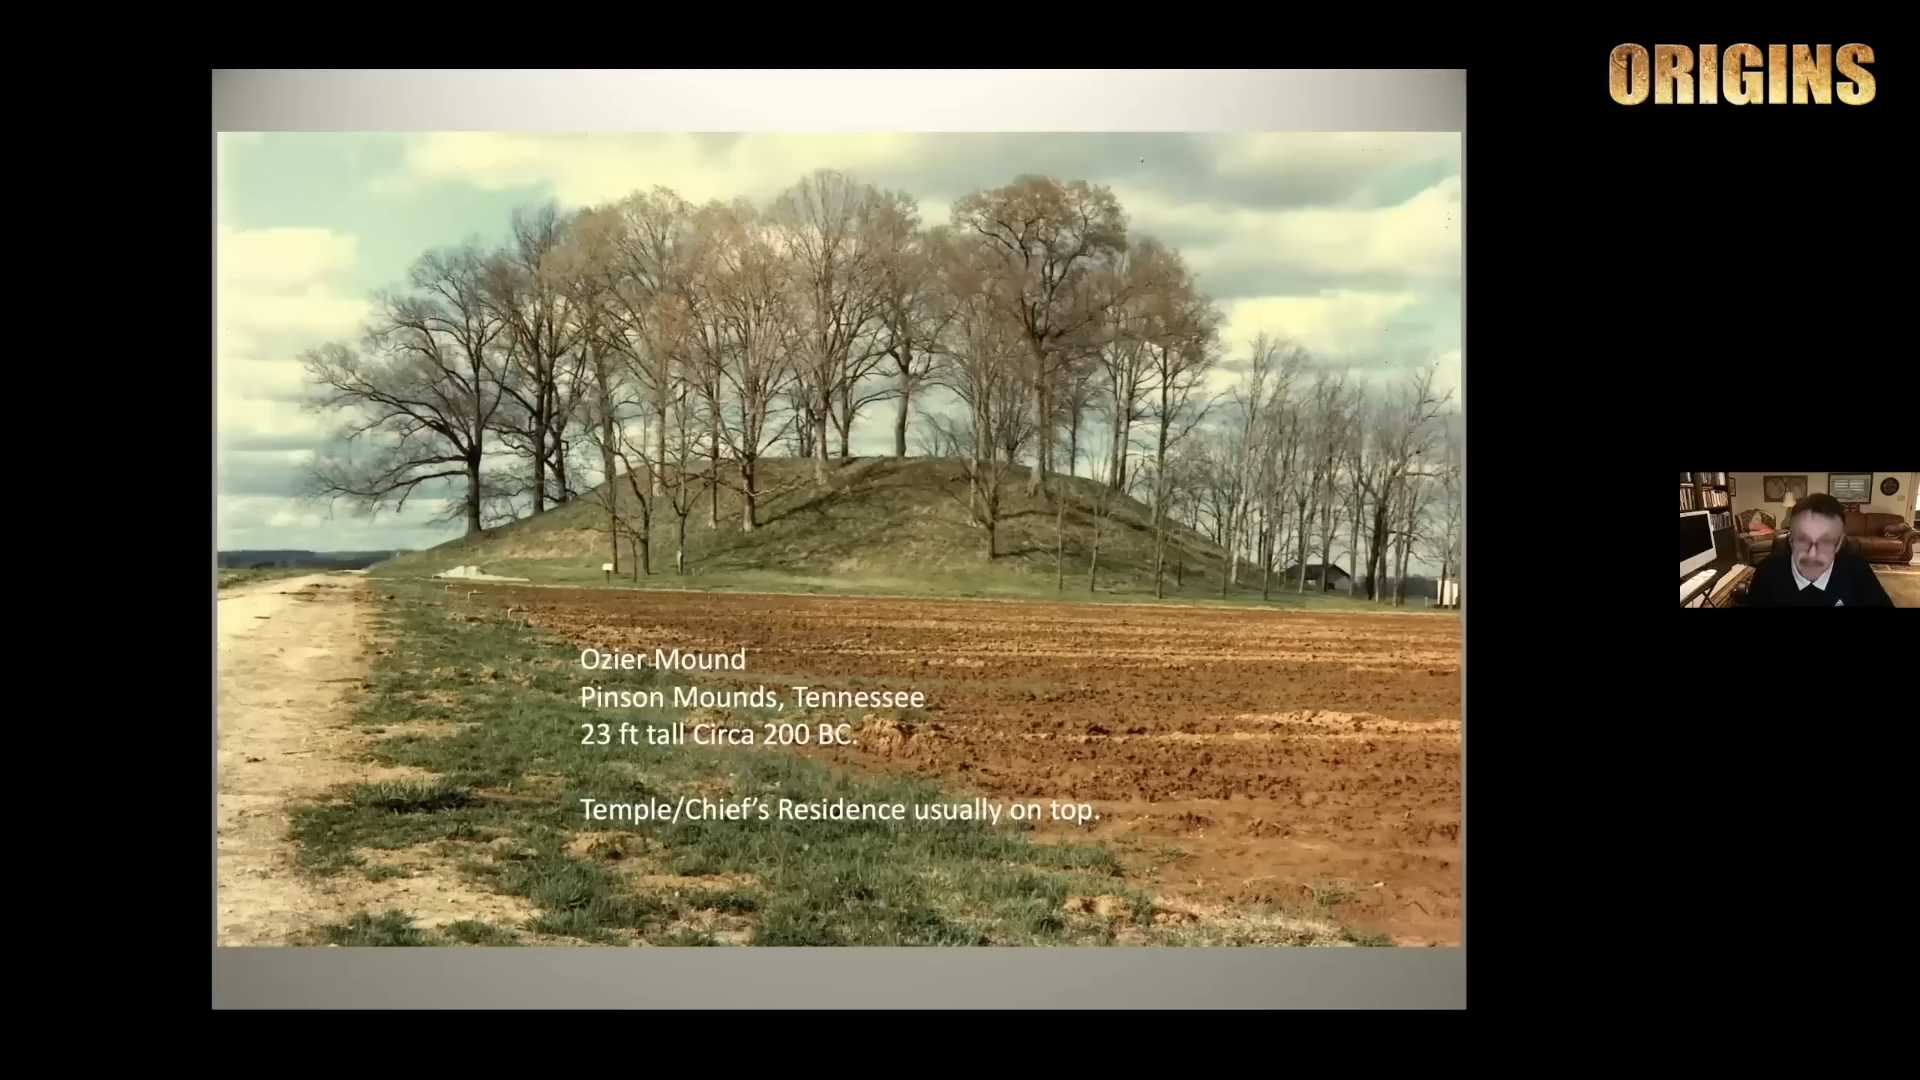 ORIGINS
Ozier Mound
Pinson Mounds, Tennessee
23 ft tall Circa 200 BC.
Temple/Chief’s Residence usually on top.